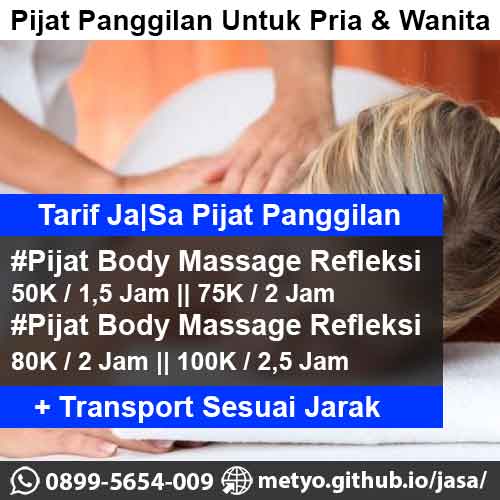 Pijat Panggilan Untuk Pria & Wanita
Tarif Ja|Sa Pijat Panggilan
#Pijat Body Massage Refleksi
50K / 1,5 Jam || 75K / 2 Jam
#Pijat Body Massage Refleksi
80K / 2 Jam || 100K / 2,5 Jam
+ Transport Sesuai Jarak
0899-5654-009 metyo.github.io/jasa/